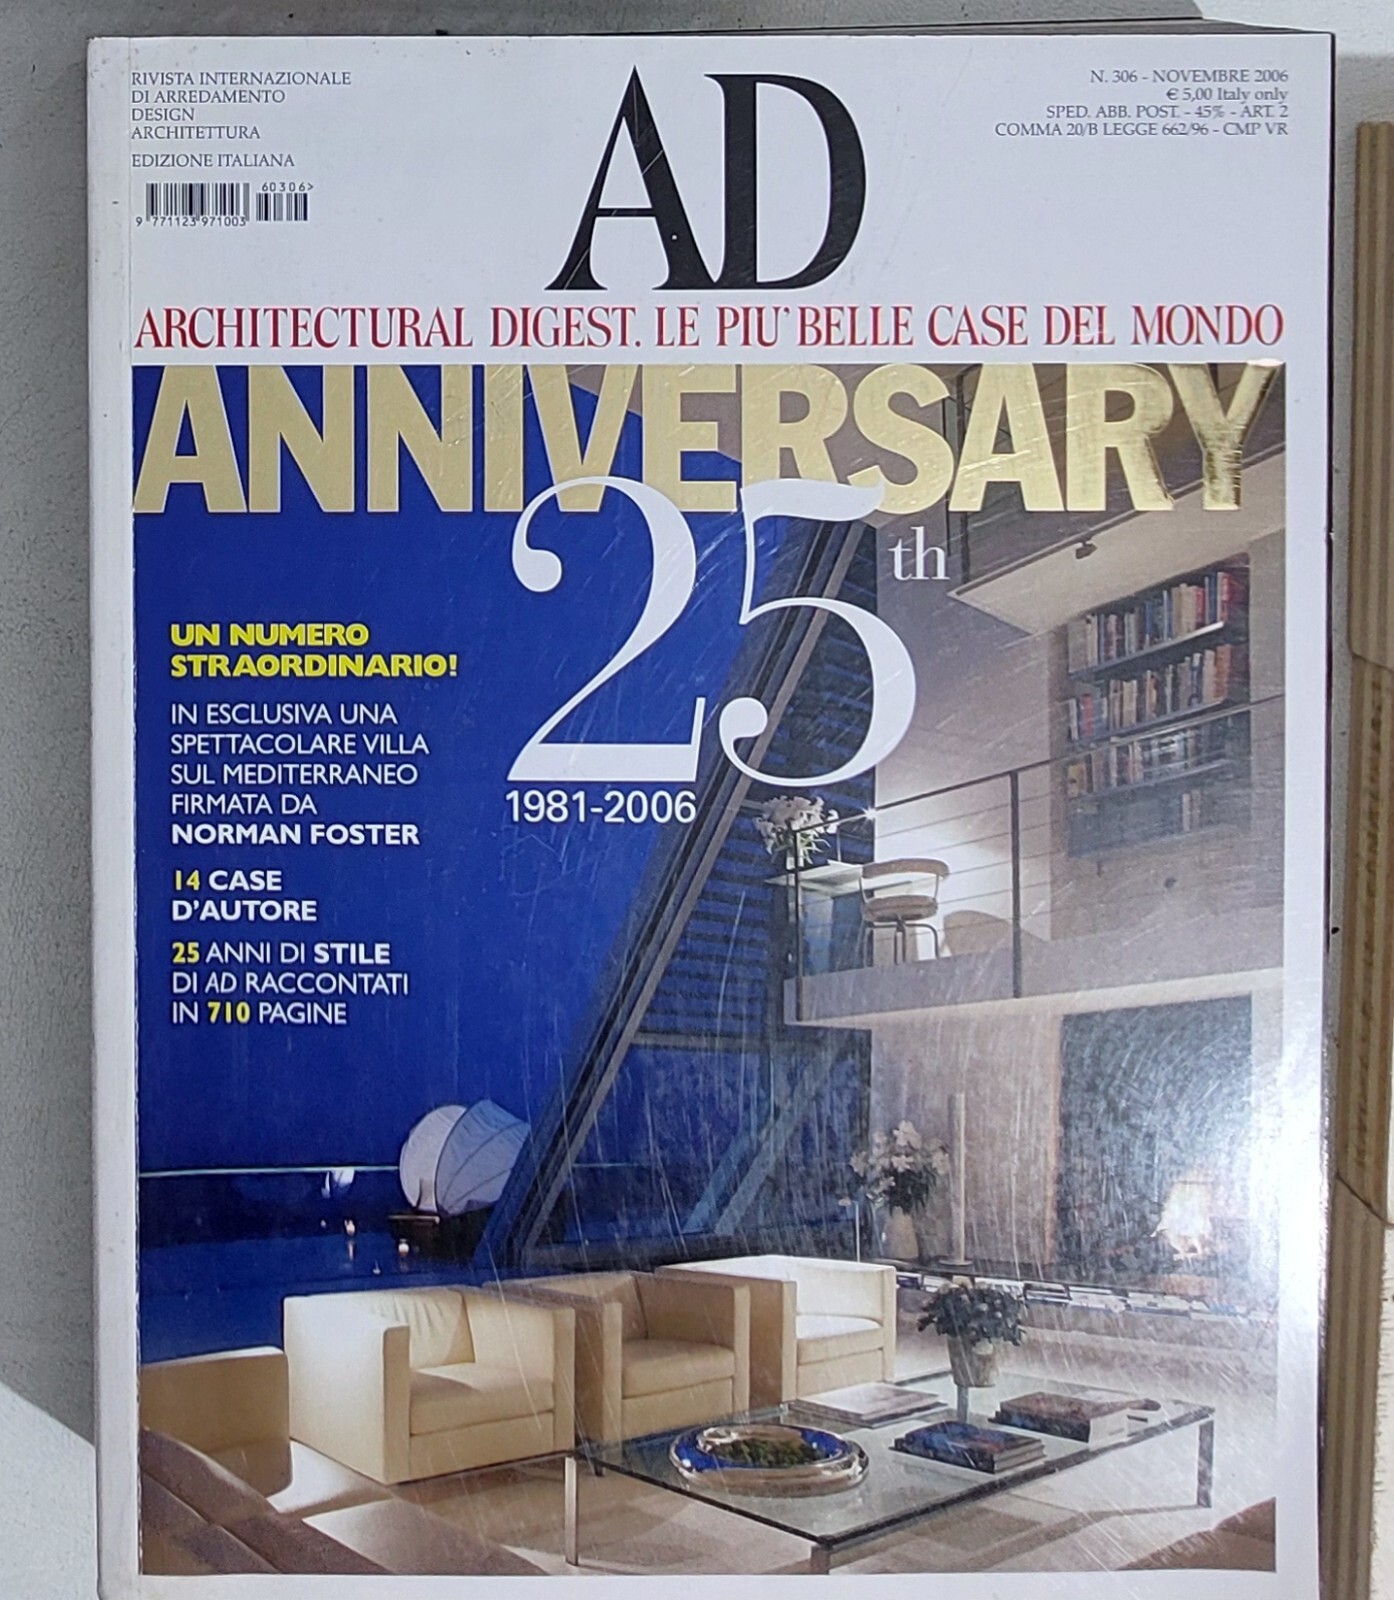 RIVISTA INTERNAZIONALE
DI ARREDAMENTO
DESIGN
ARCHITETTURA
EDIZIONE ITALIANA
60306>
9 771123 971003
AD
N. 306 - NOVEMBRE 2006
€ 5,00 Italy only
SPED. ABB. POST. - 45% - ART. 2
COMMA 20/B LEGGE 662/96 - CMP VR
ARCHITECTURAL DIGEST. LE PIU' BELLE CASE DEL MONDO
ANNIVERSARY
25th
1981-2006
UN NUMERO
STRAORDINARIO!
IN ESCLUSIVA UNA
SPETTACOLARE VILLA
SUL MEDITERRANEO
FIRMATA DA
NORMAN FOSTER
14 CASE
D'AUTORE
25 ANNI DI STILE
DI AD RACCONTATI
IN 710 PAGINE